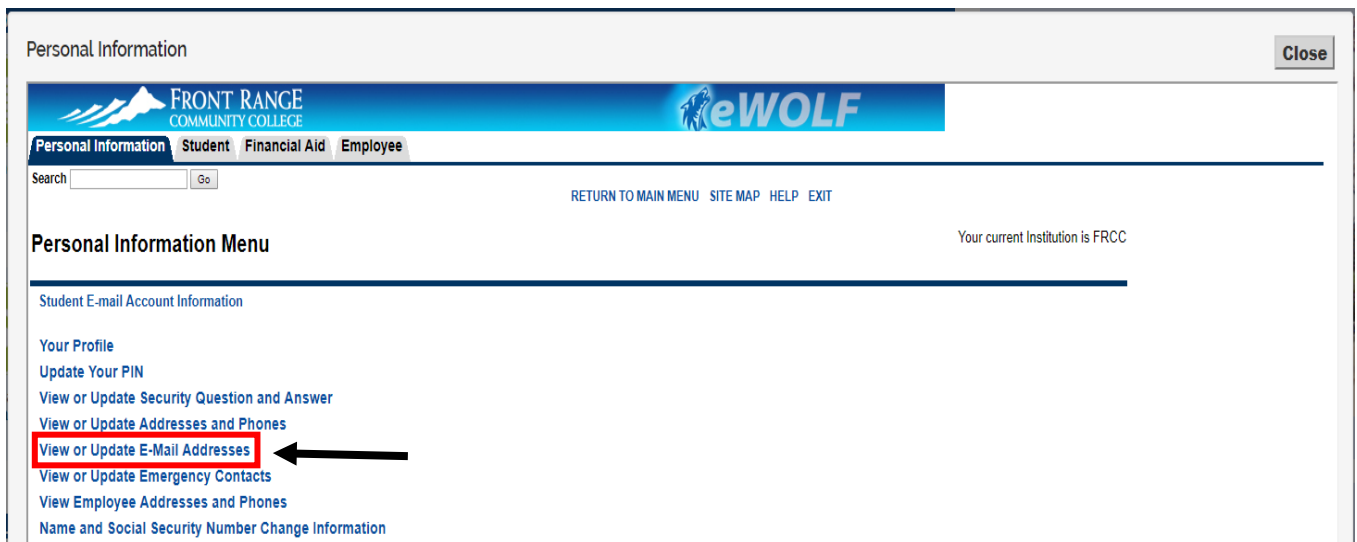 Personal Information
Close
FRONT RANGE
COMMUNITY COLLEGE
eWOLF
Personal Information Student Financial Aid Employee
Search Go
RETURN TO MAIN MENU SITE MAP HELP EXIT
Personal Information Menu
Your current Institution is FRCC
Student E-mail Account Information
Your Profile
Update Your PIN
View or Update Security Question and Answer
View or Update Addresses and Phones
View or Update E-Mail Addresses
View or Update Emergency Contacts
View Employee Addresses and Phones
Name and Social Security Number Change Information